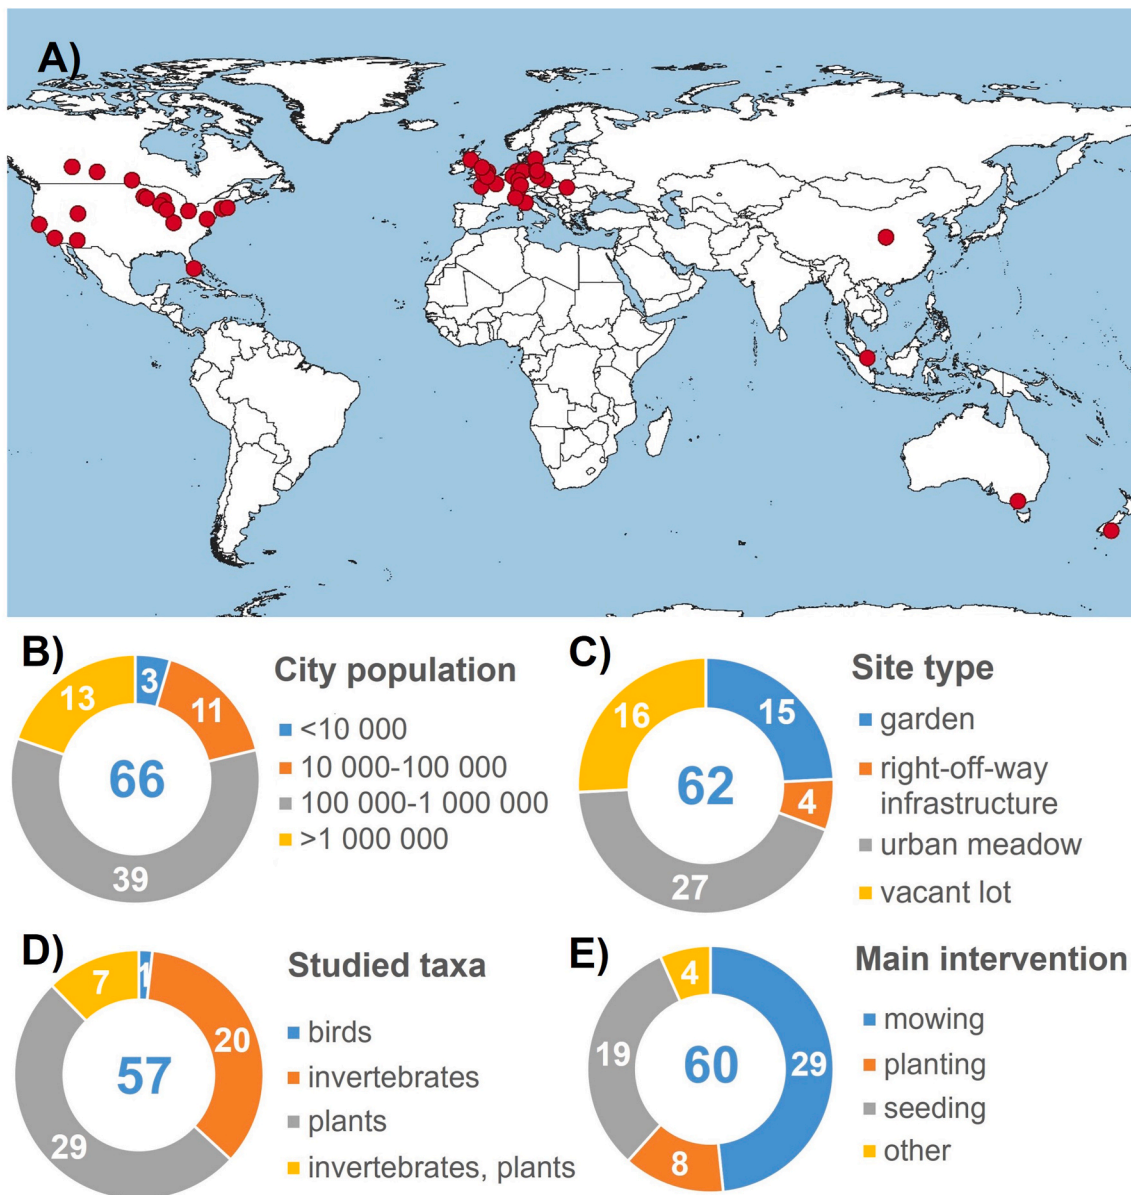 A)
B)
City population
3
11
39
13
66
<10 000
10 000-100 000
100 000-1 000 000
>1 000 000
C)
Site type
15
4
27
16
62
garden
right-off-way
infrastructure
urban meadow
vacant lot
D)
Studied taxa
1
20
29
7
57
birds
invertebrates
plants
invertebrates, plants
E)
Main intervention
29
8
19
4
60
mowing
planting
seeding
other